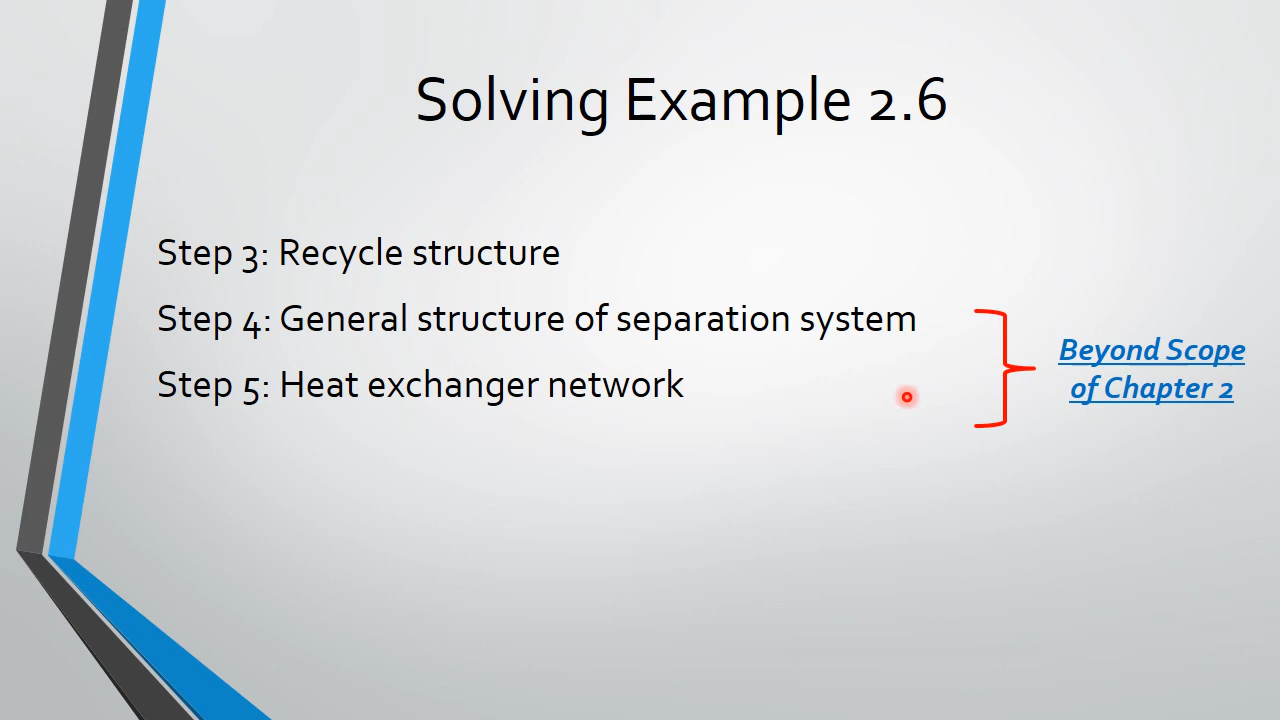 Solving Example 2.6
Step 3: Recycle structure
Step 4: General structure of separation system
Step 5: Heat exchanger network
Beyond Scope
of Chapter 2